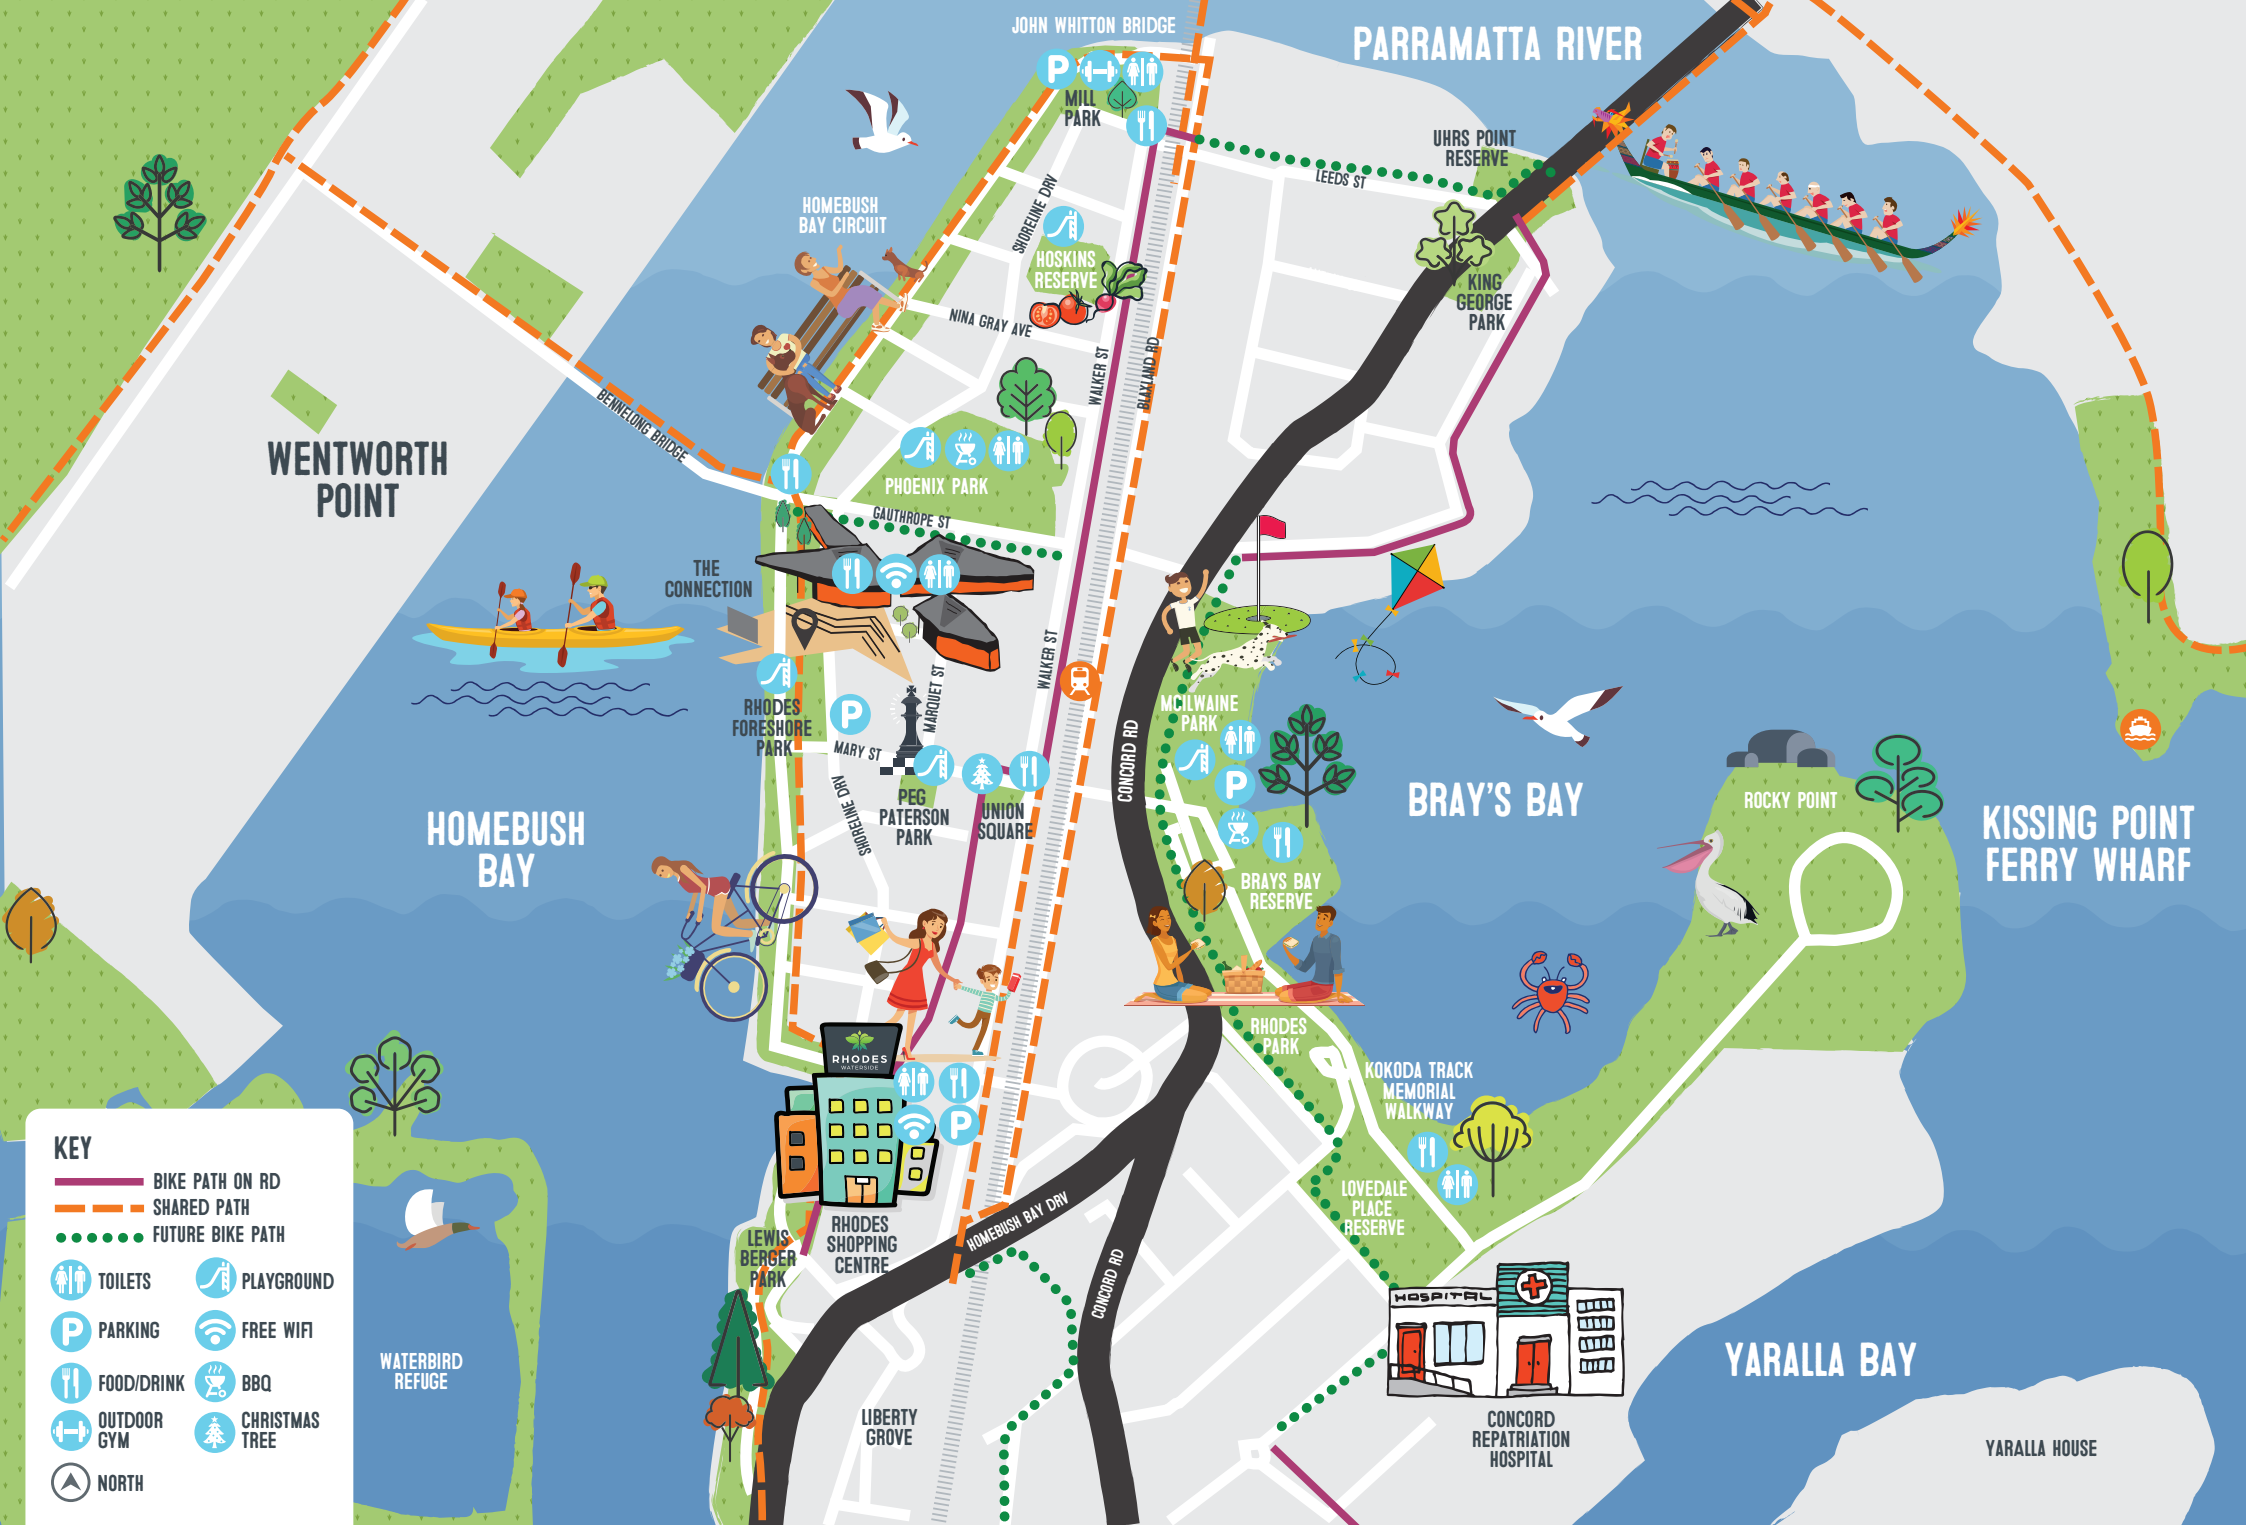 JOHN WHITTON BRIDGE
PARRAMATTA RIVER
P
MILL
PARK
UHRS POINT
RESERVE
LEEDS ST
SHORELINE DRV
HOMEBUSH
BAY CIRCUIT
HOSKINS
RESERVE
KING
GEORGE
PARK
NINA GRAY AVE
WALKER ST
BLAXLAND RD
BENNELONG BRIDGE
WENTWORTH
POINT
PHOENIX PARK
GAUTHROPE ST
THE
CONNECTION
WALKER ST
MARQUET ST
RHODES
FORESHORE
PARK
P
MARY ST
MCILWAINE
PARK
CONCORD RD
P
BRAY'S BAY
ROCKY POINT
KISSING POINT
FERRY WHARF
HOMEBUSH
BAY
SHORELINE DRV
PEG
PATERSON
PARK
UNION
SQUARE
BRAYS BAY
RESERVE
RHODES
PARK
RHODES
WATERSIDE
KOKODA TRACK
MEMORIAL
WALKWAY
P
LOVEDALE
PLACE
RESERVE
HOMEBUSH BAY DRV
CONCORD RD
LEWIS
BERGER
PARK
RHODES
SHOPPING
CENTRE
HOSPITAL
CONCORD
REPATRIATION
HOSPITAL
YARALLA BAY
YARALLA HOUSE
LIBERTY
GROVE
WATERBIRD
REFUGE
KEY
BIKE PATH ON RD
SHARED PATH
FUTURE BIKE PATH
TOILETS
PLAYGROUND
P
PARKING
FREE WIFI
FOOD/DRINK
BBQ
OUTDOOR
GYM
CHRISTMAS
TREE
NORTH